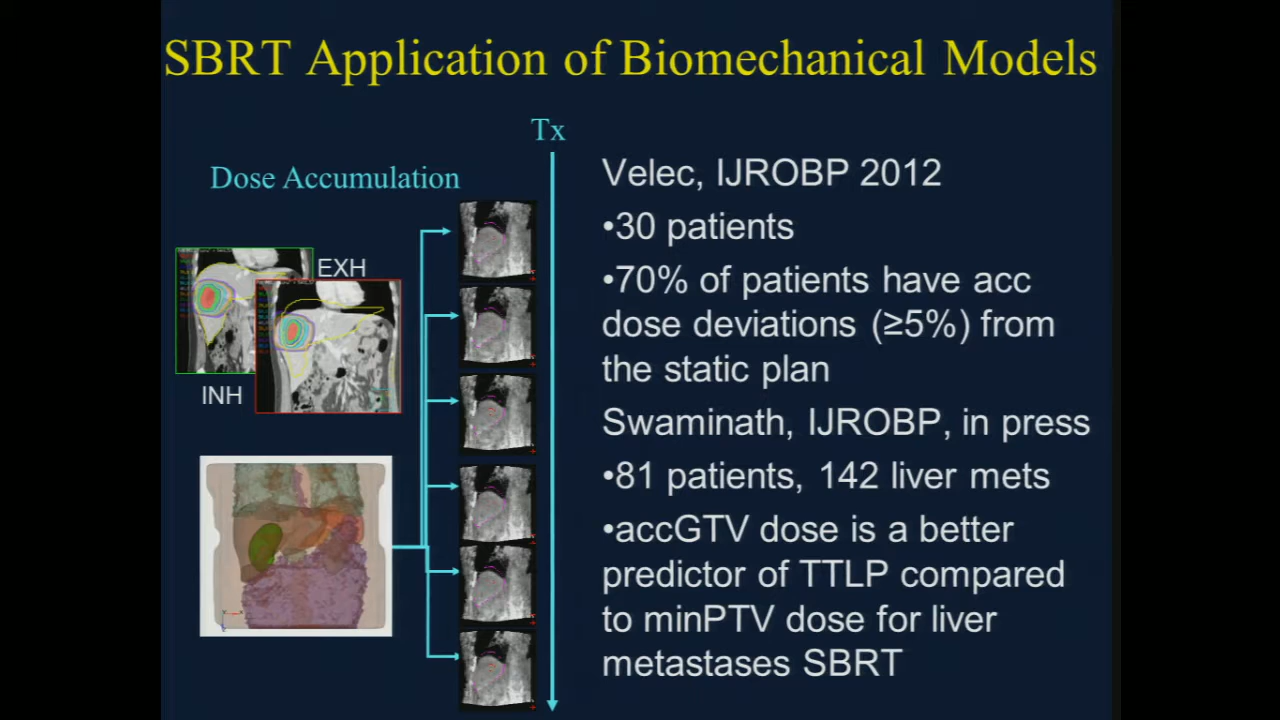 SBRT Application of Biomechanical Models
Tx
Dose Accumulation
EXH
INH
Velec, IJROBP 2012
•30 patients
•70% of patients have acc
dose deviations (≥5%) from
the static plan
Swaminath, IJROBP, in press
•81 patients, 142 liver mets
•accGTV dose is a better
predictor of TTLP compared
to minPTV dose for liver
metastases SBRT